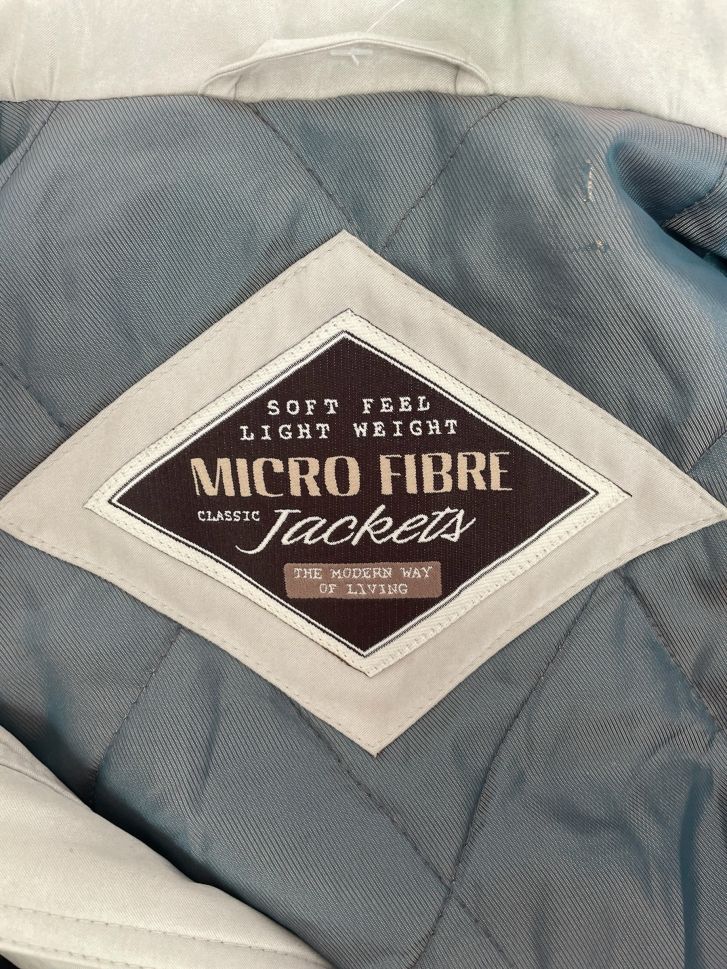 SOFT FEEL
LIGHT WEIGHT
MICRO FIBRE
CLASSIC Jackets
THE MODERN WAY
OF LIVING